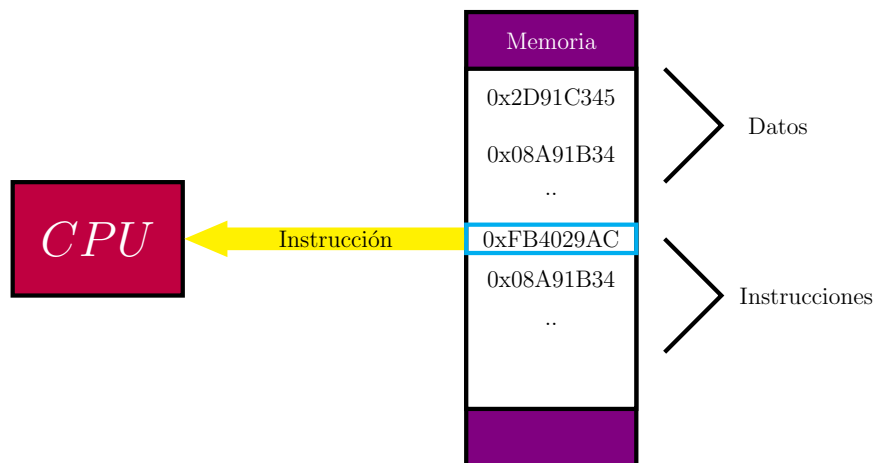 Memoria
0x2D91C345
Datos
0x08A91B34
..
CPU
Instrucción
0xFB4029AC
0x08A91B34
Instrucciones
..